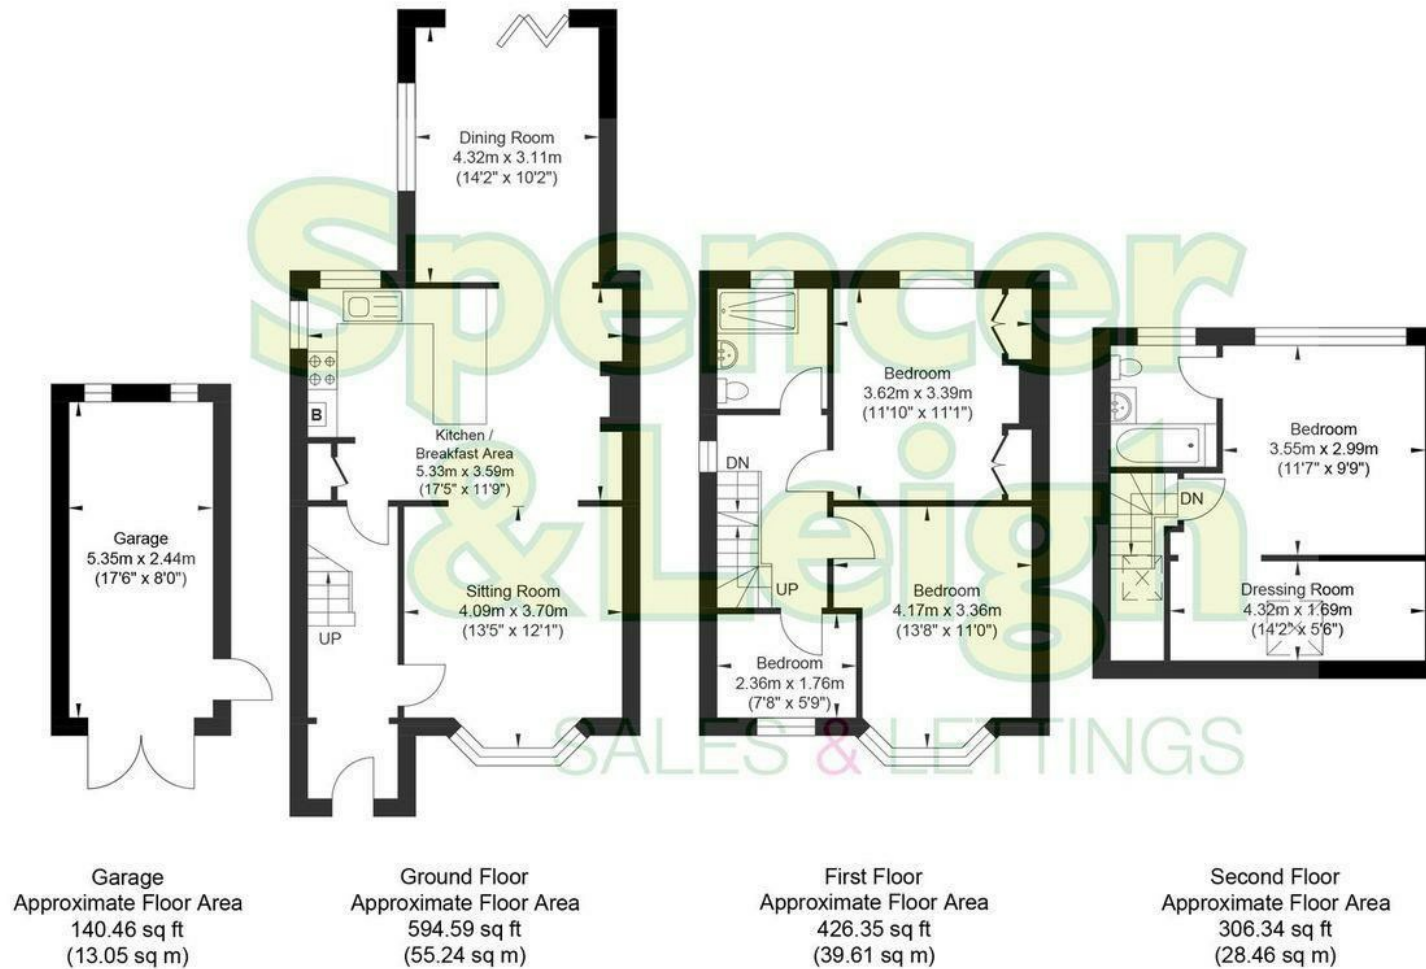 Spencer
& Leigh
SALES & LETTINGS
Dining Room
4.32m x 3.11m
(14'2" x 10'2")
B
Kitchen /
Breakfast Area
5.33m x 3.59m
(17'5" x 11'9")
Garage
5.35m x 2.44m
(17'6" x 8'0")
Sitting Room
4.09m x 3.70m
(13'5" x 12'1")
UP
Bedroom
3.62m x 3.39m
(11'10" x 11'1")
DN
UP
Bedroom
4.17m x 3.36m
(13'8" x 11'0")
Bedroom
2.36m x 1.76m
(7'8" x 5'9")
Bedroom
3.55m x 2.99m
(11'7" x 9'9")
DN
Dressing Room
4.32m x 1.69m
(14'2" x 5'6")
Garage
Approximate Floor Area
140.46 sq ft
(13.05 sq m)
Ground Floor
Approximate Floor Area
594.59 sq ft
(55.24 sq m)
First Floor
Approximate Floor Area
426.35 sq ft
(39.61 sq m)
Second Floor
Approximate Floor Area
306.34 sq ft
(28.46 sq m)